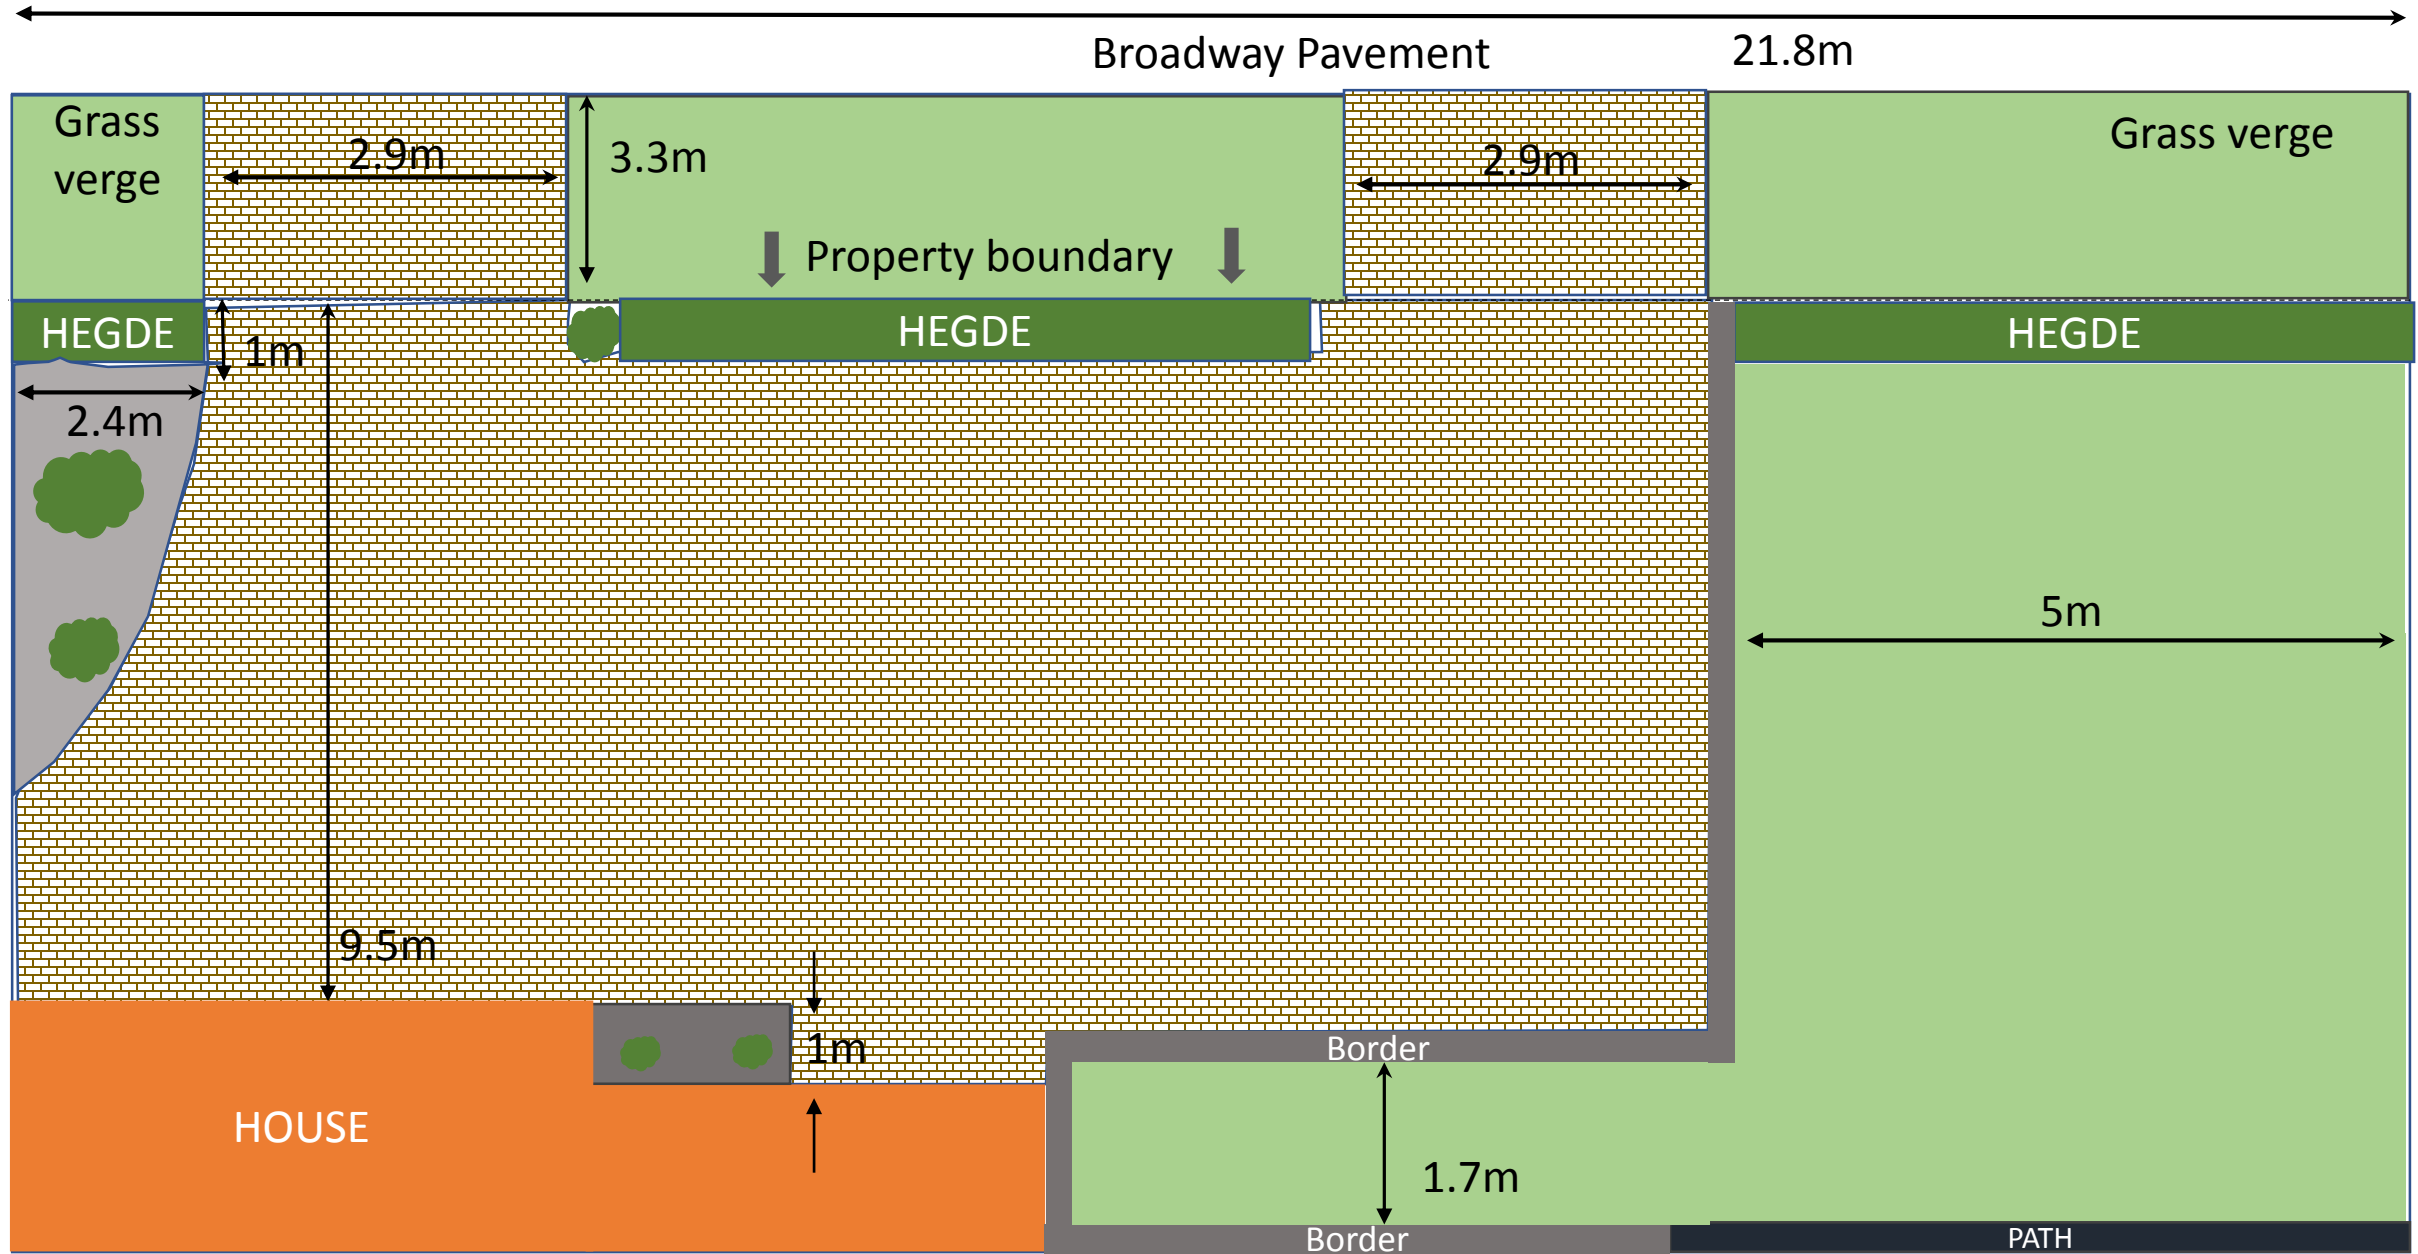 Broadway Pavement
21.8m
Grass
verge
2.9m
3.3m
2.9m
Grass verge
Property boundary
HEGDE
1m
HEGDE
HEGDE
2.4m
5m
9.5m
1m
Border
HOUSE
1.7m
Border
PATH